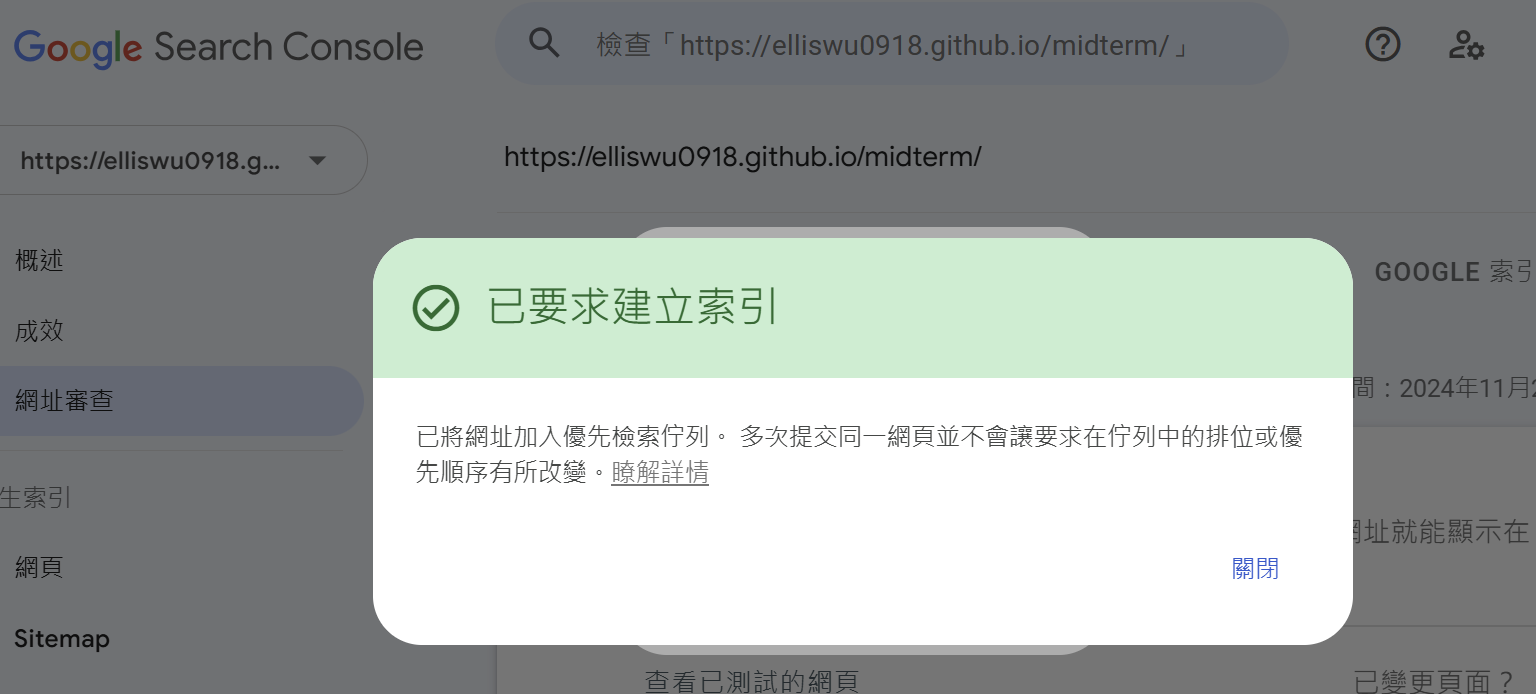 Google Search Console
檢查「https://elliswu0918.github.io/midterm/」
https://elliswu0918.g...
https://elliswu0918.github.io/midterm/
概述
成效
網址審查
生索引
網頁
Sitemap
GOOGLE 索引
間：2024年11月2
已要求建立索引
已將網址加入優先檢索佇列。 多次提交同一網頁並不會讓要求在佇列中的排位或優
先順序有所改變。瞭解詳情
關閉
網址就能顯示在
查看已測試的網頁
已變更頁面？